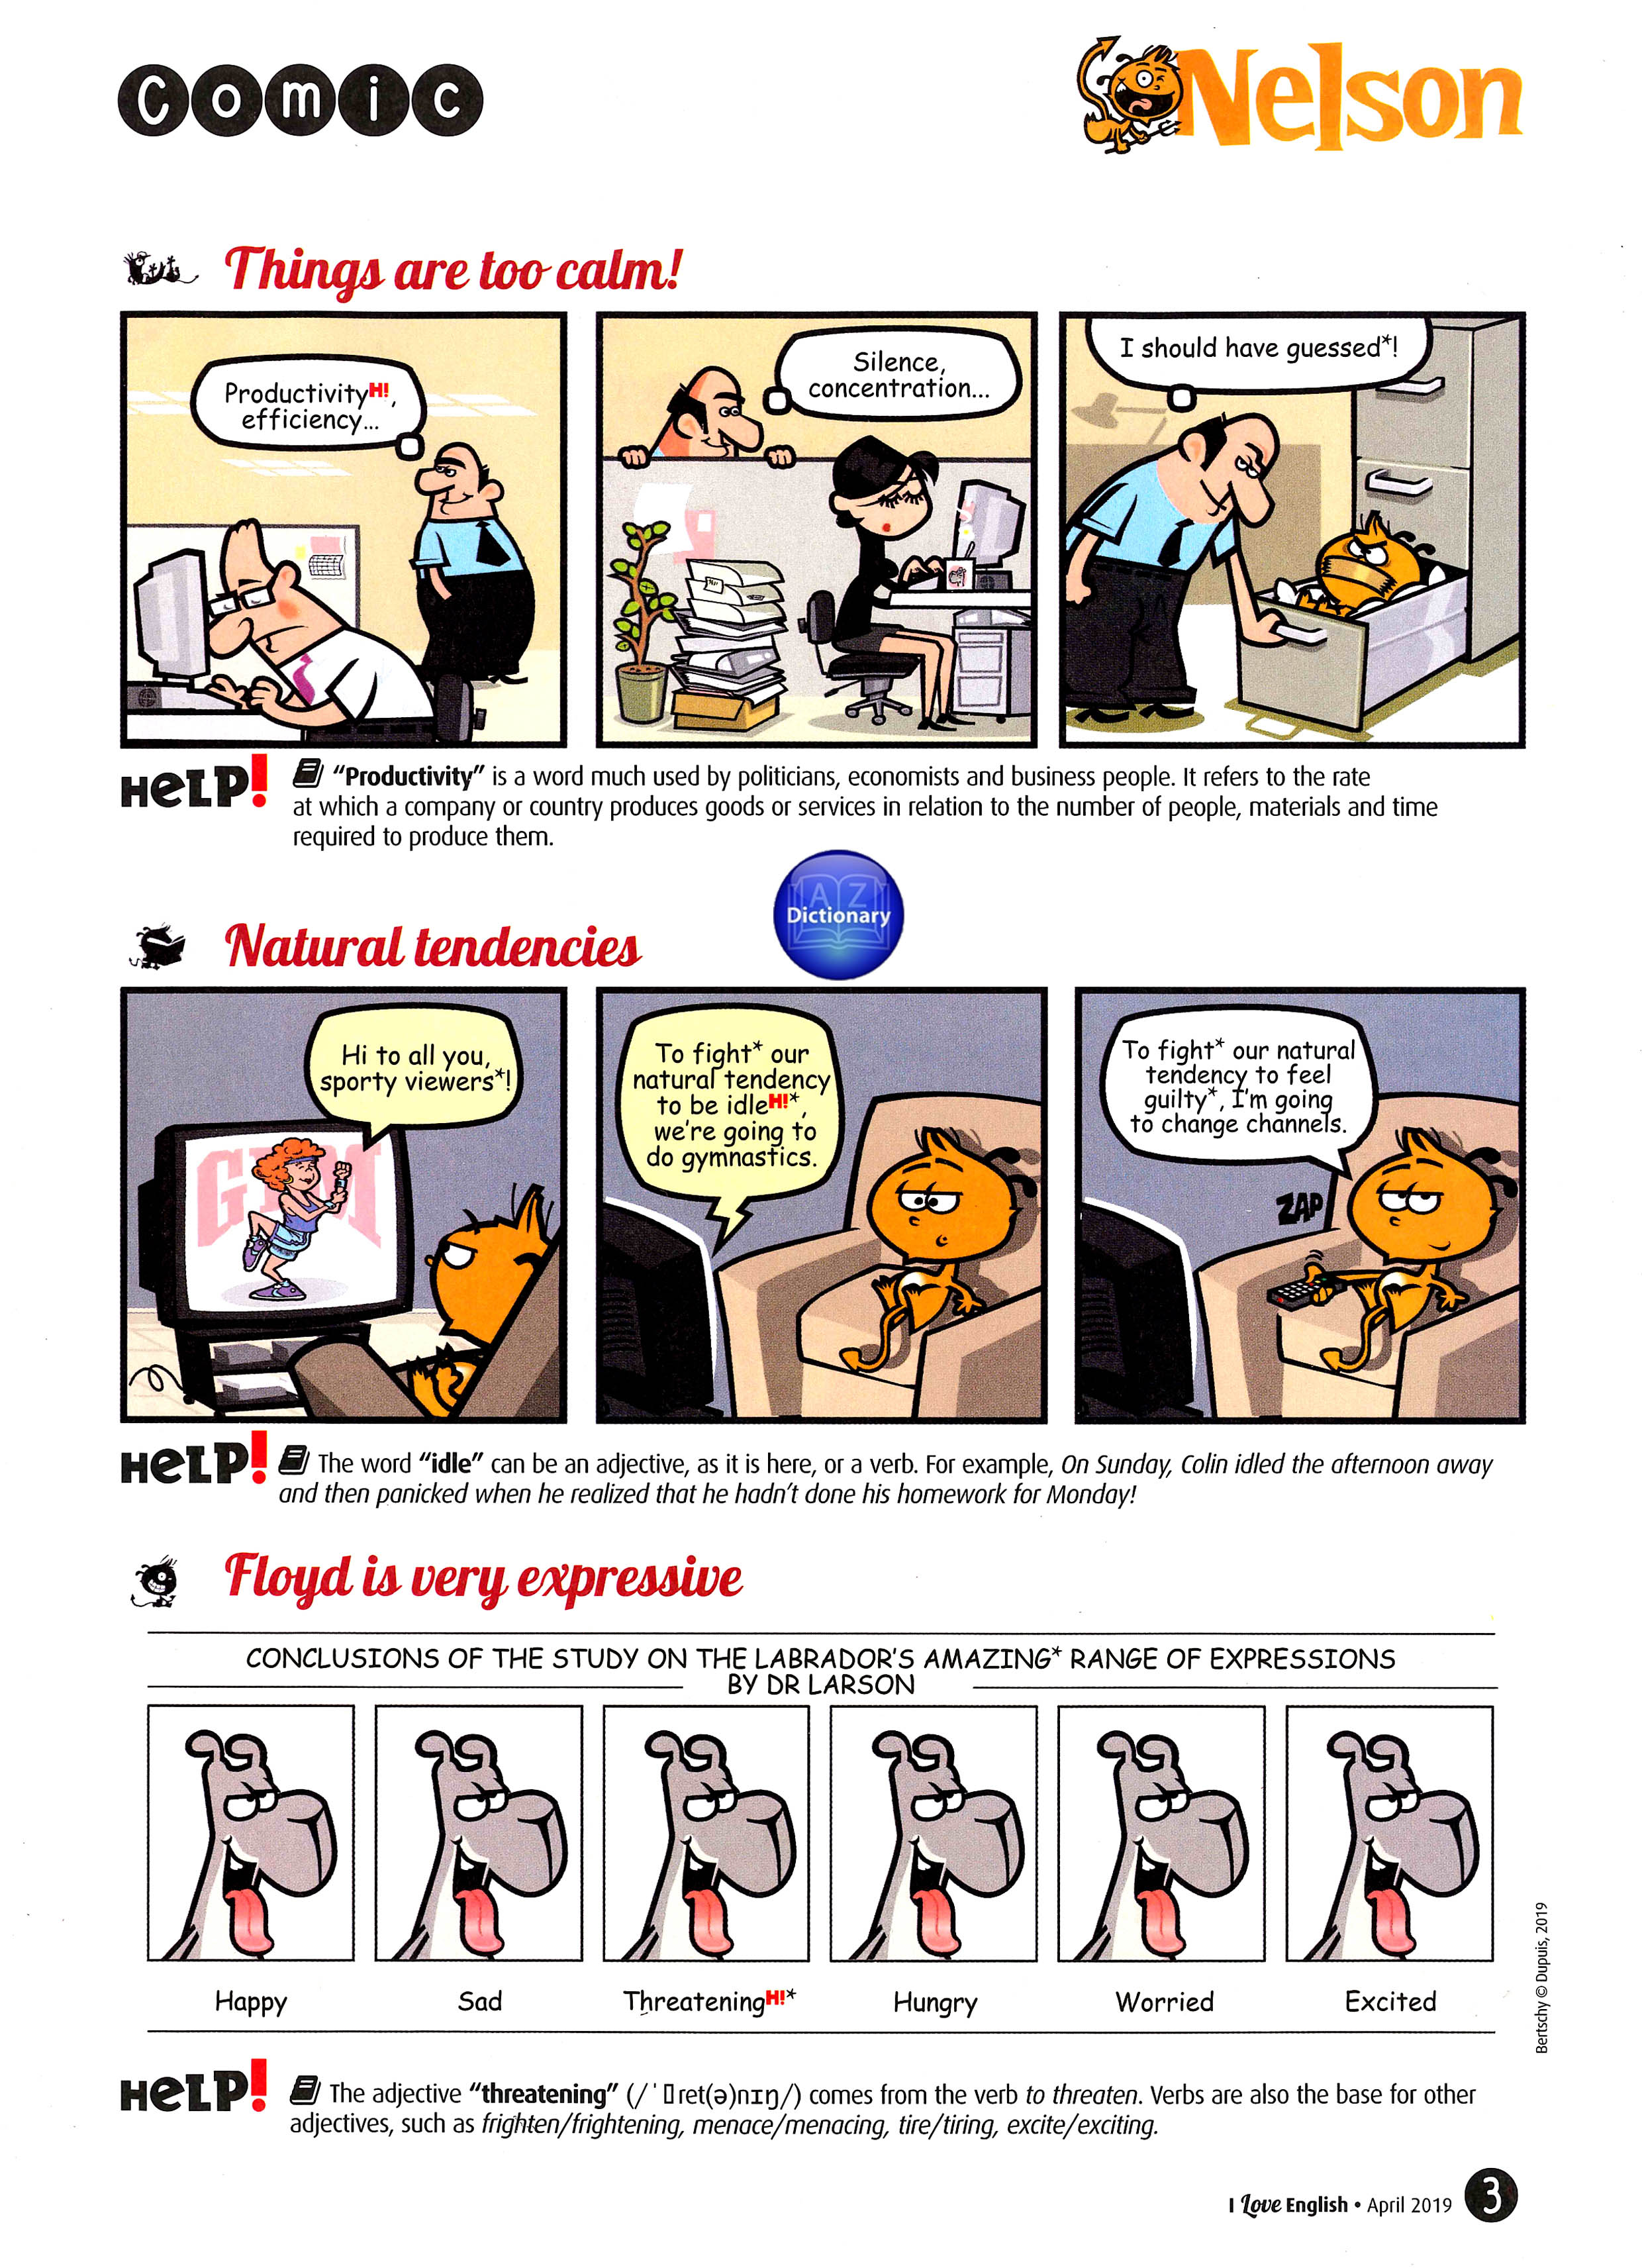 Comic
Nelson
Things are too calm!
ProductivityH!,
efficiency...
Silence,
concentration...
I should have guessed*!
HELP!
“Productivity” is a word much used by politicians, economists and business people. It refers to the rate
at which a company or country produces goods or services in relation to the number of people, materials and time
required to produce them.
A Z
Dictionary
Natural tendencies
Hi to all you,
sporty viewers*!
GYM
To fight* our
natural tendency
to be idleH!*,
we're going to
do gymnastics.
To fight* our natural
tendency to feel
guilty*, I'm going
to change channels.
ZAP
HELP!
The word “idle” can be an adjective, as it is here, or a verb. For example, On Sunday, Colin idled the afternoon away
and then panicked when he realized that he hadn't done his homework for Monday!
Floyd is very expressive
CONCLUSIONS OF THE STUDY ON THE LABRADOR'S AMAZING* RANGE OF EXPRESSIONS
BY DR LARSON
Happy
Sad
ThreateningH!*
Hungry
Worried
Excited
Bertschy © Dupuis, 2019
HELP!
The adjective “threatening” (/ˈ▯ret(ə)nɪŋ/) comes from the verb to threaten. Verbs are also the base for other
adjectives, such as frighten/frightening, menace/menacing, tire/tiring, excite/exciting.
I Love English • April 2019 3